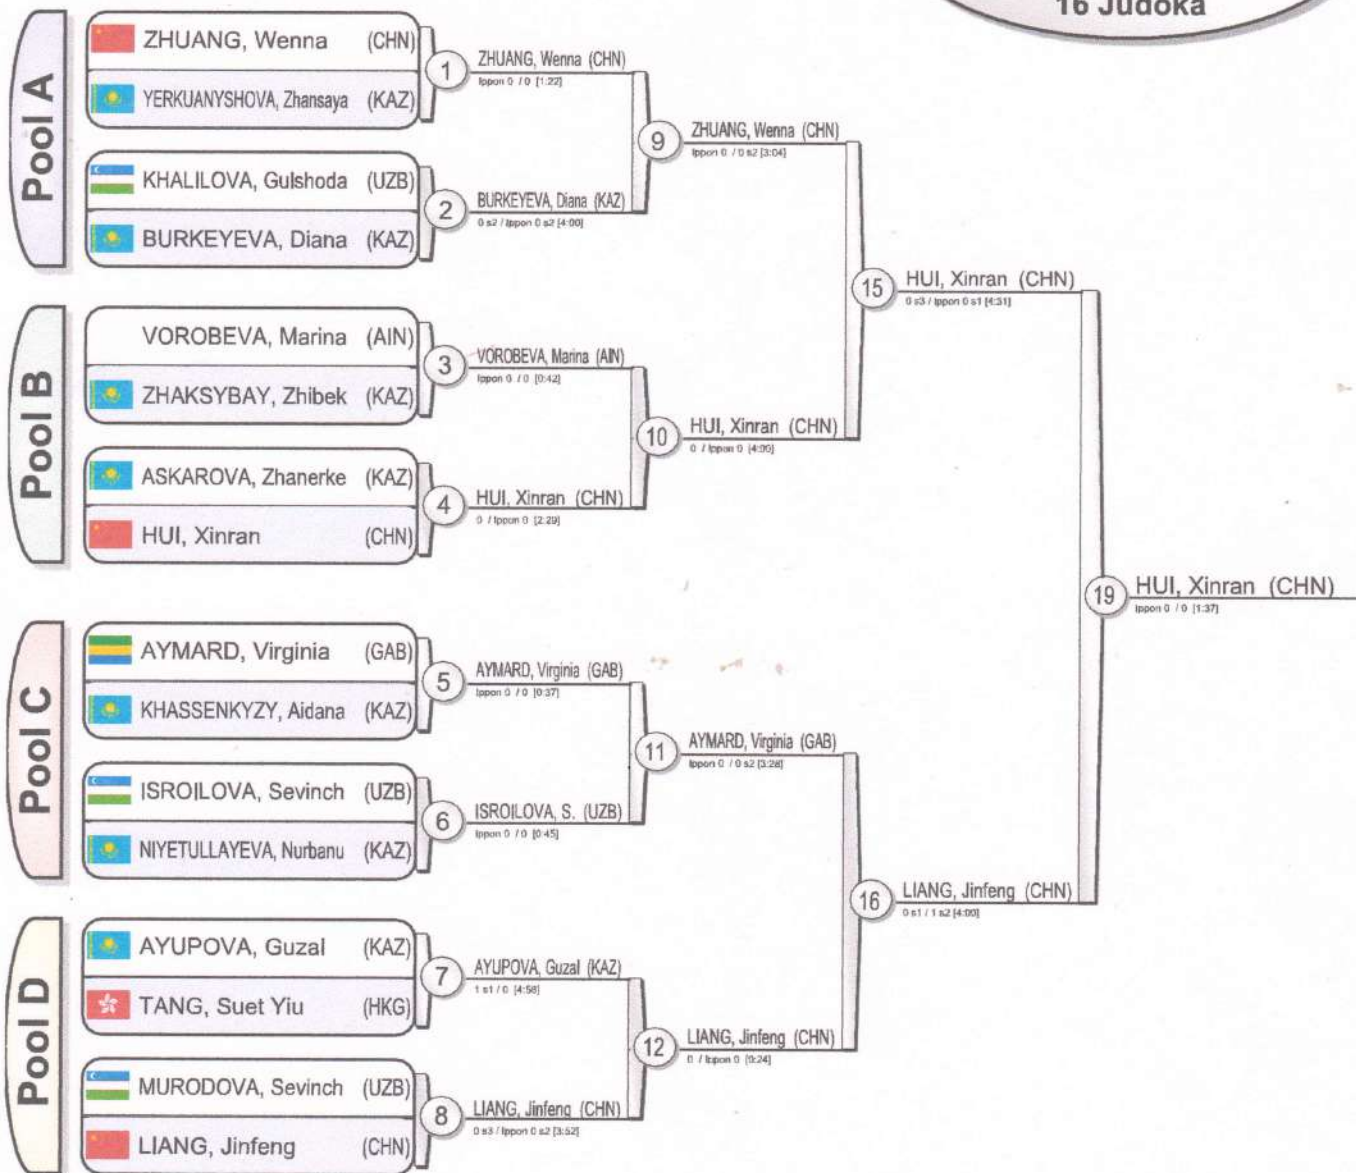 16 Judoka
Pool A
ZHUANG, Wenna (CHN)
YERKUANYSHOVA, Zhansaya (KAZ)
KHALILOVA, Gulshoda (UZB)
BURKEYEVA, Diana (KAZ)
Pool B
VOROBEVA, Marina (AIN)
ZHAKSYBAY, Zhibek (KAZ)
ASKAROVA, Zhanerke (KAZ)
HUI, Xinran (CHN)
Pool C
AYMARD, Virginia (GAB)
KHASSENKYZY, Aidana (KAZ)
ISROILOVA, Sevinch (UZB)
NIYETULLAYEVA, Nurbanu (KAZ)
Pool D
AYUPOVA, Guzal (KAZ)
TANG, Suet Yiu (HKG)
MURODOVA, Sevinch (UZB)
LIANG, Jinfeng (CHN)
1 ZHUANG, Wenna (CHN)
Ippon 0 / 0 [1:22]
2 BURKEYEVA, Diana (KAZ)
0 s2 / Ippon 0 s2 [4:00]
3 VOROBEVA, Marina (AIN)
Ippon 0 / 0 [0:42]
4 HUI, Xinran (CHN)
0 / Ippon 0 [2:29]
5 AYMARD, Virginia (GAB)
Ippon 0 / 0 [0:37]
6 ISROILOVA, S. (UZB)
Ippon 0 / 0 [0:45]
7 AYUPOVA, Guzal (KAZ)
1 s1 / 0 [4:58]
8 LIANG, Jinfeng (CHN)
0 s3 / Ippon 0 s2 [3:52]
9 ZHUANG, Wenna (CHN)
Ippon 0 / 0 s2 [3:04]
10 HUI, Xinran (CHN)
0 / Ippon 0
11 AYMARD, Virginia (GAB)
Ippon 0 / 0 s2 [3:28]
12 LIANG, Jinfeng (CHN)
0 / Ippon 0 [0:24]
15 HUI, Xinran (CHN)
0 s3 / Ippon 0 s1 [4:31]
16 LIANG, Jinfeng (CHN)
0 s1 / 1 s2 [4:00]
19 HUI, Xinran (CHN)
Ippon 0 / 0 [1:37]